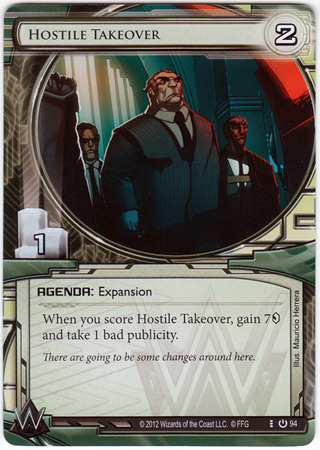 HOSTILE TAKEOVER
2
1
AGENDA: Expansion
When you score Hostile Takeover, gain 7
and take 1 bad publicity.
There are going to be some changes around here.
Illus. Mauricio Herrera
© 2012 Wizards of the Coast LLC. © FFG
94